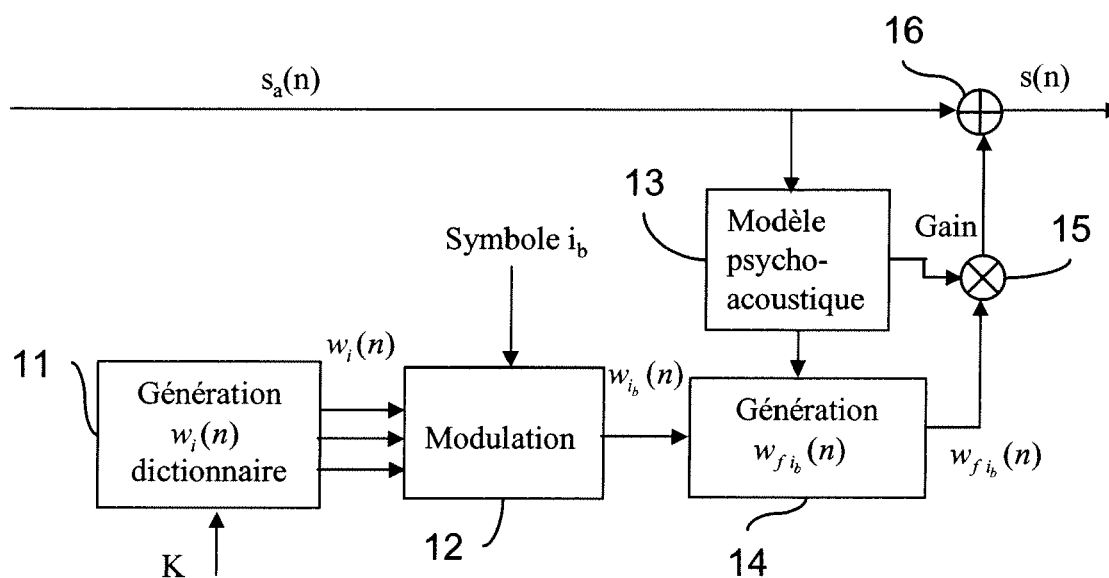 16
s_a(n)
s(n)
13
Modèle
psycho-
acoustique
Gain
15
Symbole i_b
11
w_i(n)
Génération
w_i(n)
dictionnaire
Modulation
w_{i_b}(n)
Génération
w_{f i_b}(n)
w_{f i_b}(n)
12
14
K